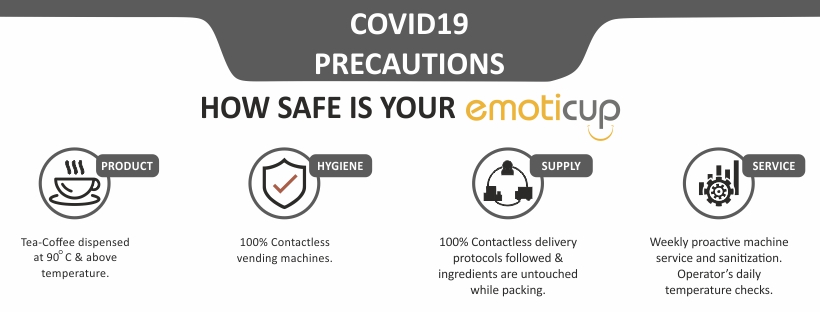 COVID19
PRECAUTIONS
HOW SAFE IS YOUR emoticup
PRODUCT
Tea-Coffee dispensed
at 90°C & above
temperature.
HYGIENE
100% Contactless
vending machines.
SUPPLY
100% Contactless delivery
protocols followed &
ingredients are untouched
while packing.
SERVICE
Weekly proactive machine
service and sanitization.
Operator's daily
temperature checks.